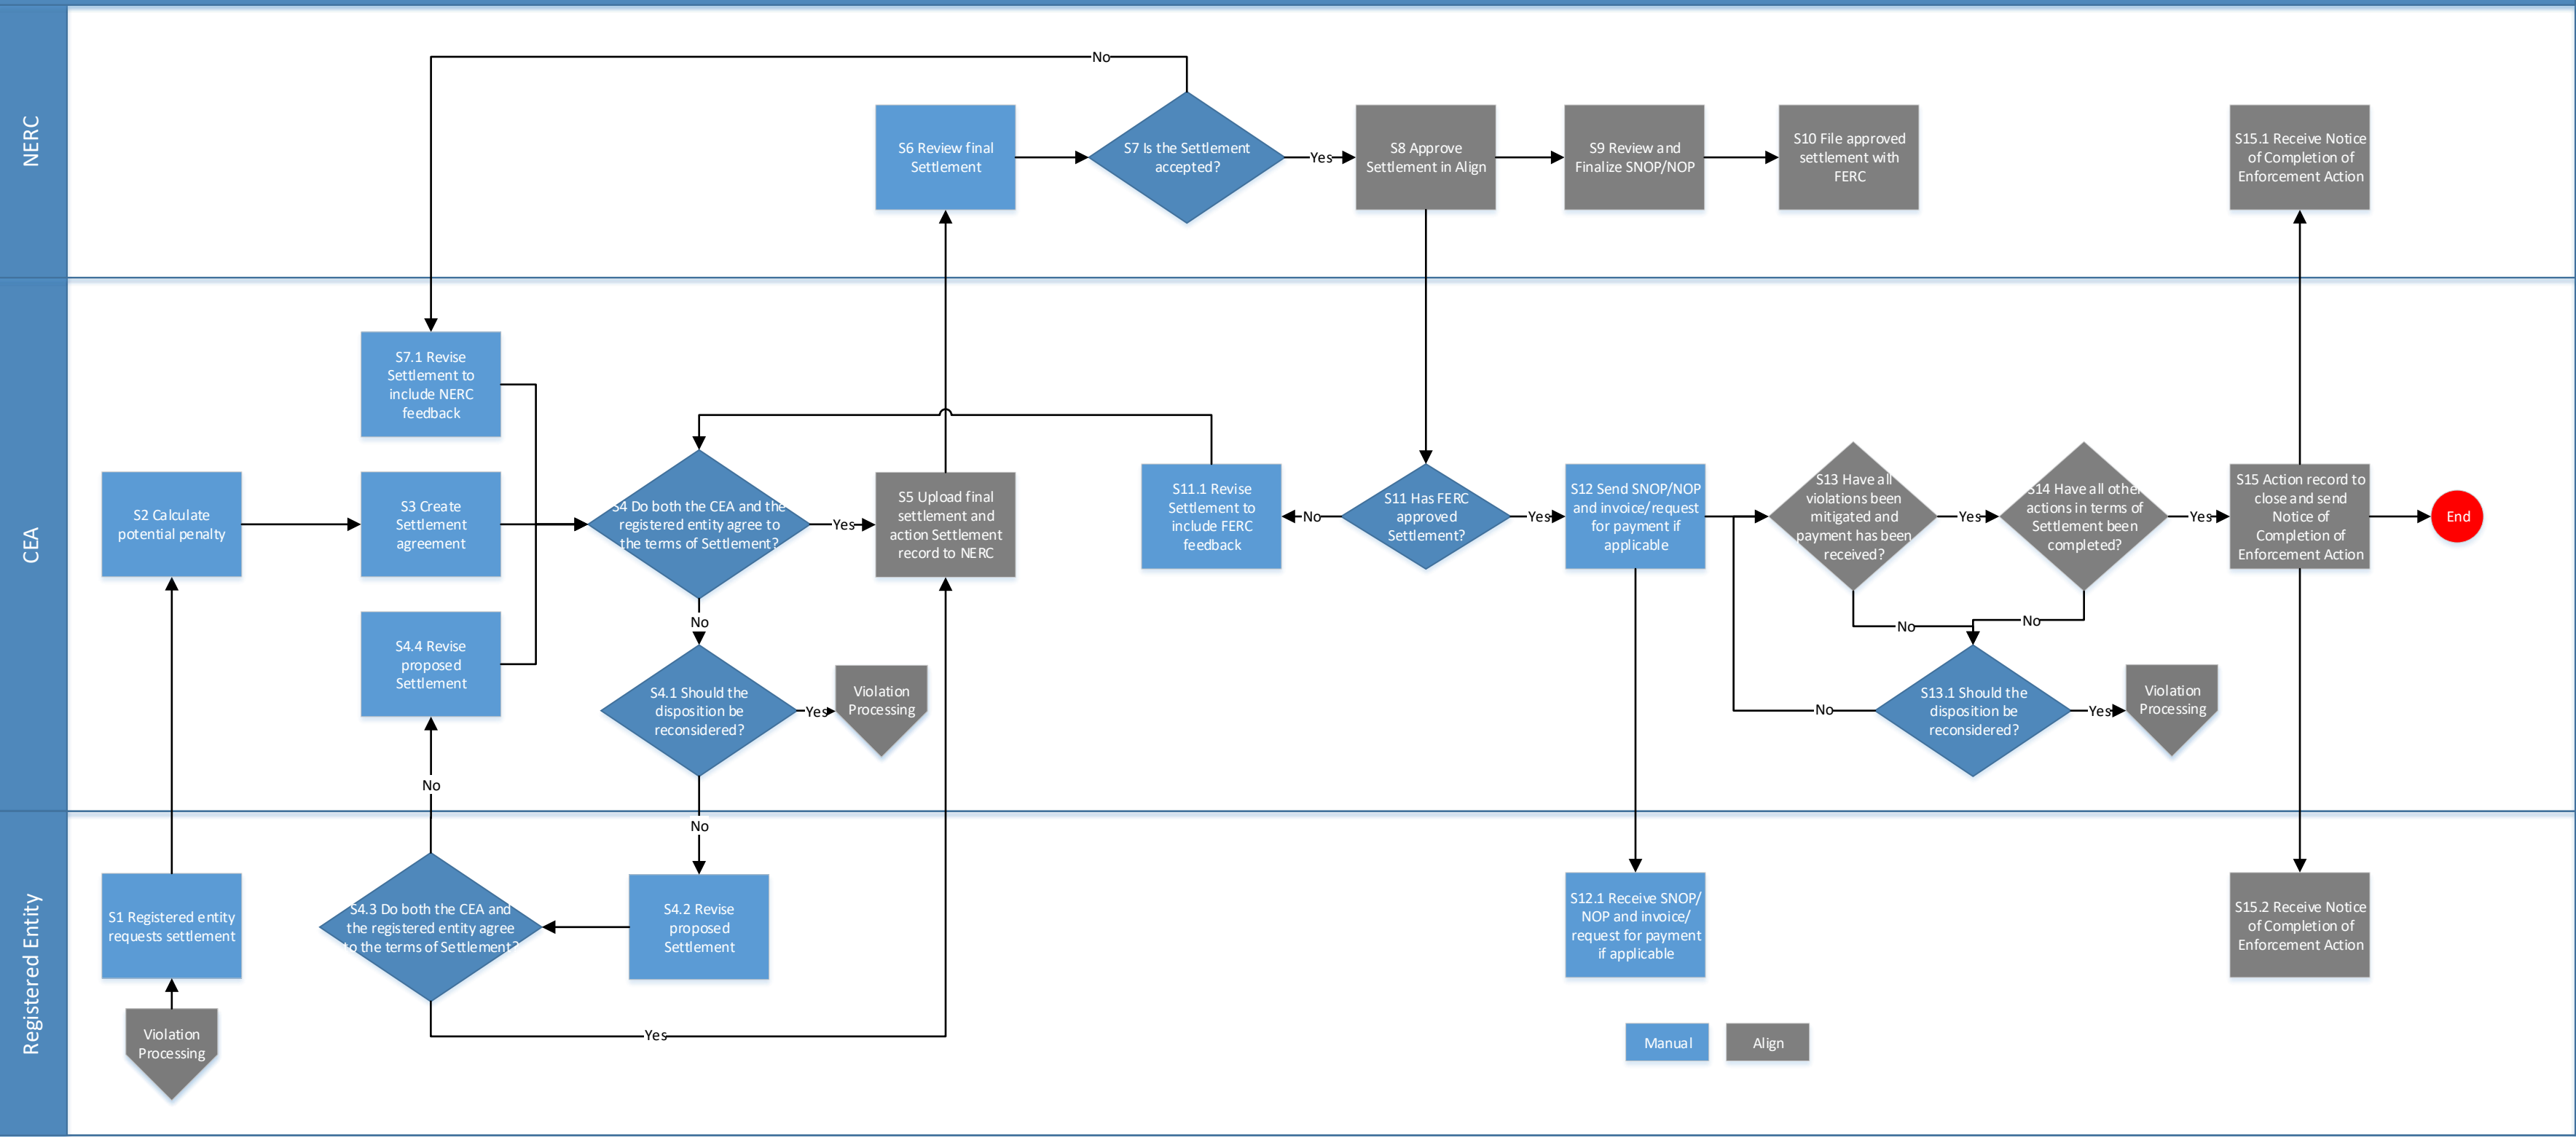 NERC
No
S6 Review final
Settlement
S7 Is the Settlement
accepted?
Yes
S8 Approve
Settlement in Align
S9 Review and
Finalize SNOP/NOP
S10 File approved
settlement with
FERC
S15.1 Receive Notice
of Completion of
Enforcement Action
CEA
S7.1 Revise
Settlement to
include NERC
feedback
S2 Calculate
potential penalty
S3 Create
Settlement
agreement
S4 Do both the CEA and the
registered entity agree to
the terms of Settlement?
Yes
S5 Upload final
settlement and
action Settlement
record to NERC
S11.1 Revise
Settlement to
include FERC
feedback
No
S11 Has FERC
approved
Settlement?
Yes
S12 Send SNOP/NOP
and invoice/request
for payment if
applicable
S13 Have all
violations been
mitigated and
payment has been
received?
Yes
S14 Have all other
actions in terms of
Settlement been
completed?
Yes
S15 Action record to
close and send
Notice of
Completion of
Enforcement Action
End
No
No
No
S4.4 Revise
proposed
Settlement
S4.1 Should the
disposition be
reconsidered?
Yes
Violation
Processing
No
S13.1 Should the
disposition be
reconsidered?
Yes
Violation
Processing
No
No
Registered Entity
S1 Registered entity
requests settlement
S4.3 Do both the CEA and
the registered entity agree
to the terms of Settlement?
S4.2 Revise
proposed
Settlement
S12.1 Receive SNOP/
NOP and invoice/
request for payment
if applicable
S15.2 Receive Notice
of Completion of
Enforcement Action
Violation
Processing
Yes
Manual
Align